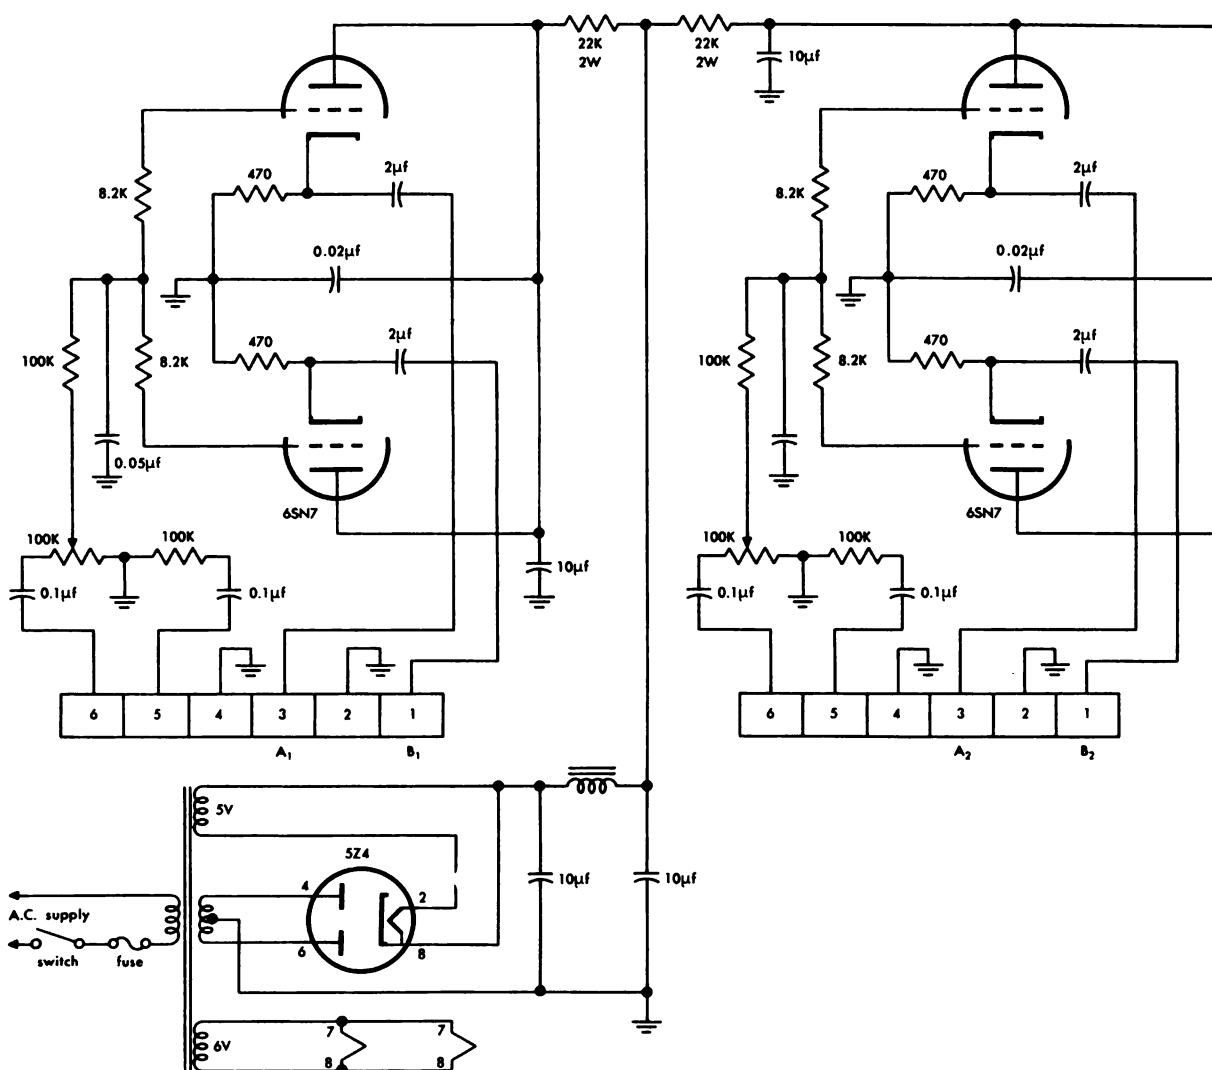 22K
2W
22K
2W
10µf
8.2K
470
2µf
8.2K
470
2µf
0.02µf
0.02µf
100K
8.2K
470
2µf
100K
8.2K
470
2µf
0.05µf
6SN7
6SN7
100K
100K
10µf
100K
100K
0.1µf
0.1µf
0.1µf
0.1µf
6 5 4 3 2 1
6 5 4 3 2 1
A₁ B₁
A₂ B₂
5V
5Z4
4
2
10µf
10µf
A.C. supply
6
8
switch
fuse
6V
7
7
8
8